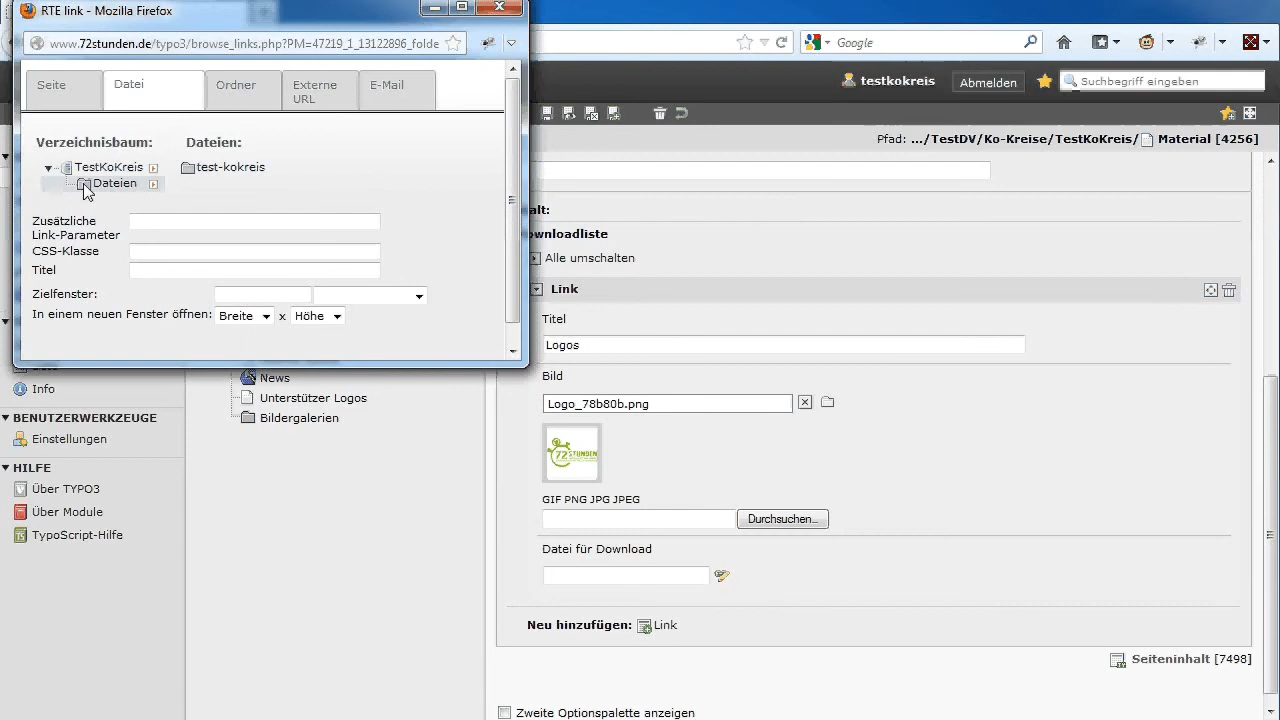 RTE link - Mozilla Firefox
www.72stunden.de/typo3/browse_links.php?PM=47219_1_13122896_folde
Google
testkokreis
Abmelden
Suchbegriff eingeben
Seite
Datei
Ordner
Externe
URL
E-Mail
Pfad: .../TestDV/Ko-Kreise/TestKoKreis/ Material [4256]
Verzeichnisbaum:
Dateien:
TestKoKreis
test-kokreis
Dateien
Zusätzliche
Link-Parameter
CSS-Klasse
Titel
Zielfenster:
In einem neuen Fenster öffnen: Breite x Höhe
alt:
wnloadliste
Alle umschalten
Link
Titel
Logos
Bild
Logo_78b80b.png
72 STUNDEN
GIF PNG JPG JPEG
Durchsuchen...
Datei für Download
Neu hinzufügen: Link
Seiteninhalt [7498]
Zweite Optionspalette anzeigen
News
Unterstützer Logos
Bildergalerien
Info
BENUTZERWERKZEUGE
Einstellungen
HILFE
Über TYPO3
Über Module
TypoScript-Hilfe